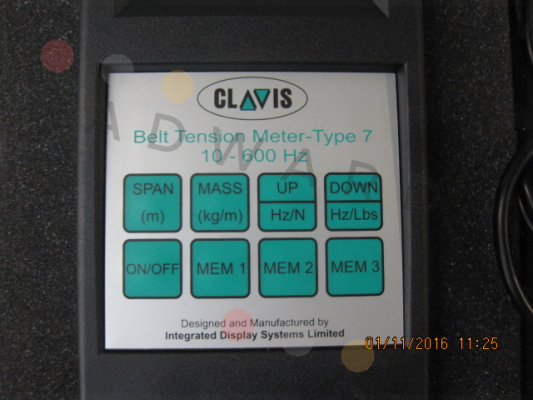 CLAVIS
Belt Tension Meter-Type 7
10 - 600 Hz
SPAN MASS UP DOWN
(m) (kg/m) Hz/N Hz/Lbs
ON/OFF MEM 1 MEM 2 MEM 3
Designed and Manufactured by
Integrated Display Systems Limited
01/11/2016 11:25
ADWAR